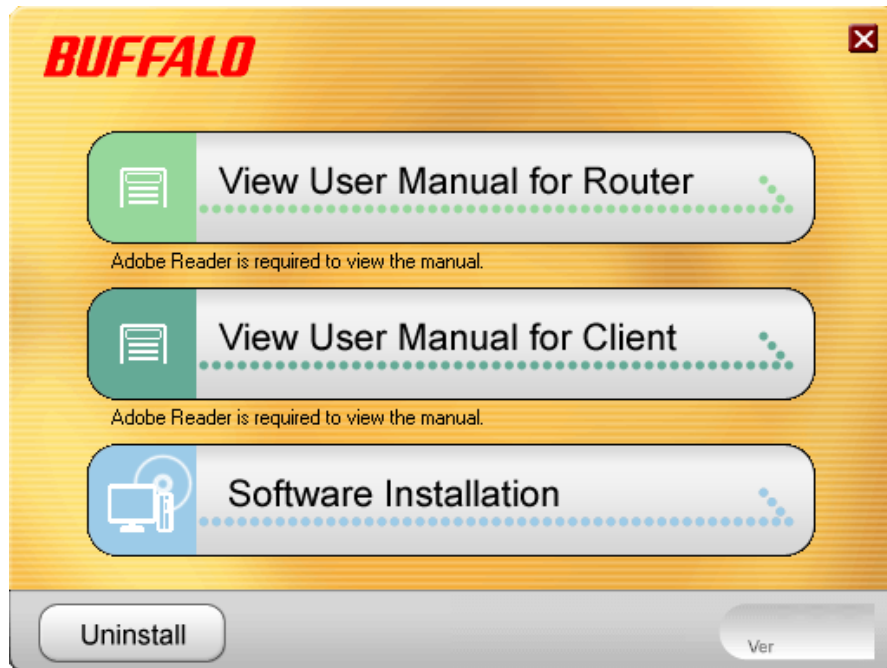 BUFFALO
View User Manual for Router
Adobe Reader is required to view the manual.
View User Manual for Client
Adobe Reader is required to view the manual.
Software Installation
Uninstall
Ver